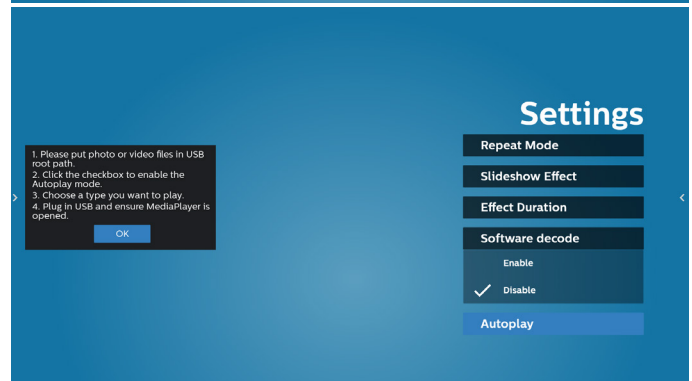 Settings
1. Please put photo or video files in USB
root path.
2. Click the checkbox to enable the
Autoplay mode.
3. Choose a type you want to play.
4. Plug in USB and ensure MediaPlayer is
opened.
OK
Repeat Mode
Slideshow Effect
Effect Duration
Software decode
Enable
Disable
Autoplay